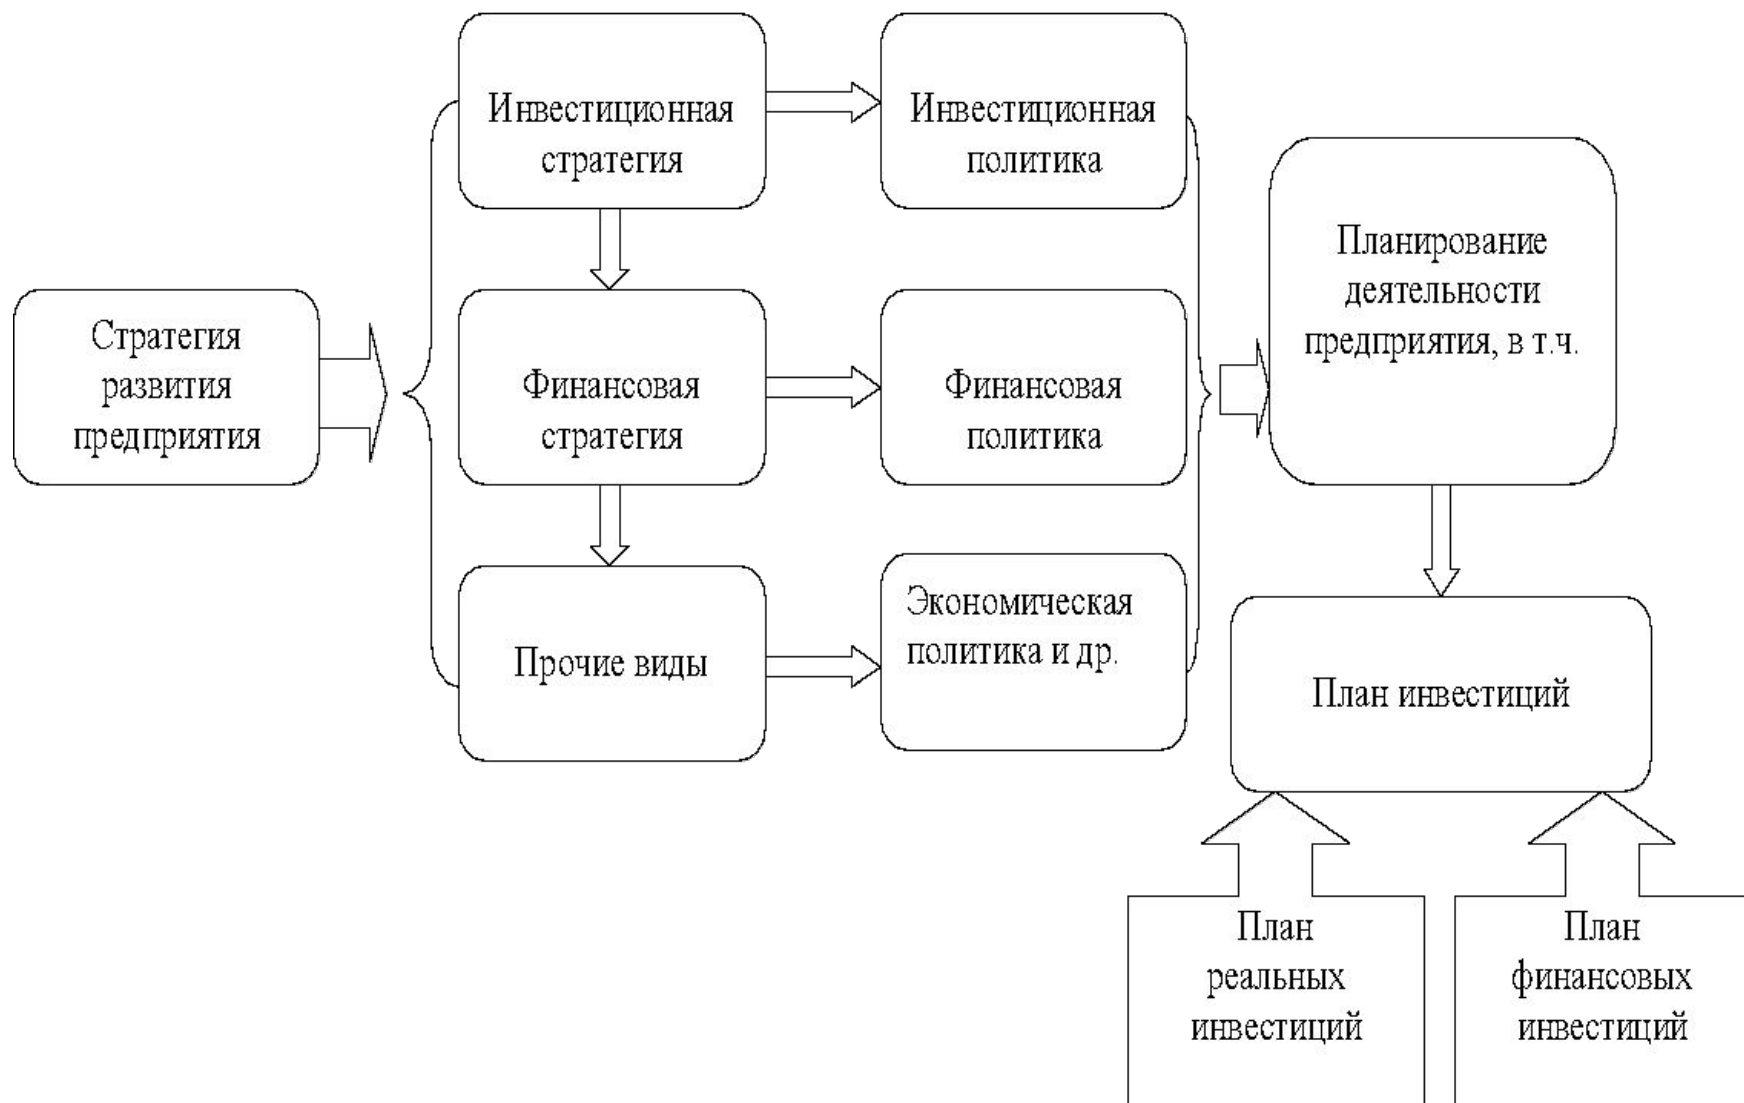 Инвестиционная
стратегия
Инвестиционная
политика
Планирование
деятельности
предприятия, в т.ч.
Стратегия
развития
предприятия
Финансовая
стратегия
Финансовая
политика
Прочие виды
Экономическая
политика и др.
План инвестиций
План
реальных
инвестиций
План
финансовых
инвестиций